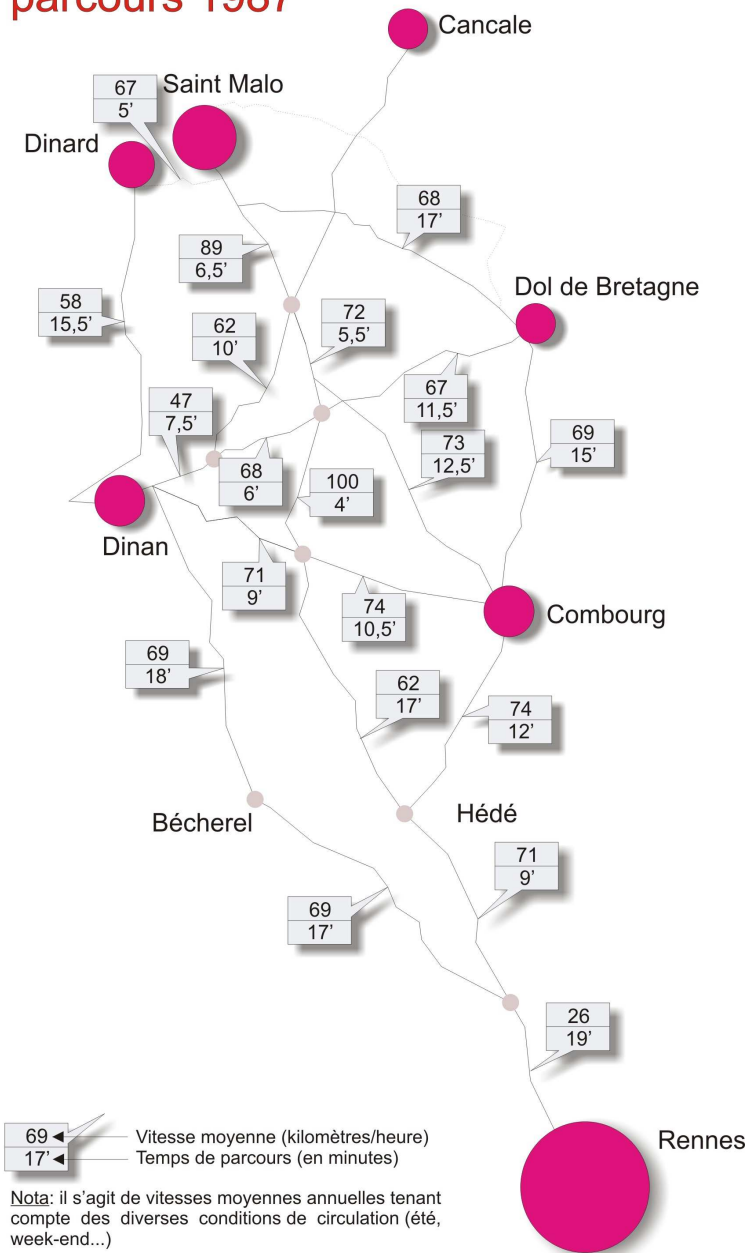 parcours 1987
Cancale
67
5’
Saint Malo
Dinard
68
17’
89
6,5’
Dol de Bretagne
58
15,5’
62
10’
72
5,5’
47
7,5’
67
11,5’
69
15’
73
12,5’
68
6’
100
4’
Dinan
71
9’
74
10,5’
Combourg
69
18’
62
17’
74
12’
Bécherel
Hédé
71
9’
69
17’
26
19’
Rennes
69
17’
Vitesse moyenne (kilomètres/heure)
Temps de parcours (en minutes)
Nota: il s'agit de vitesses moyennes annuelles tenant
compte des diverses conditions de circulation (été,
week-end...)